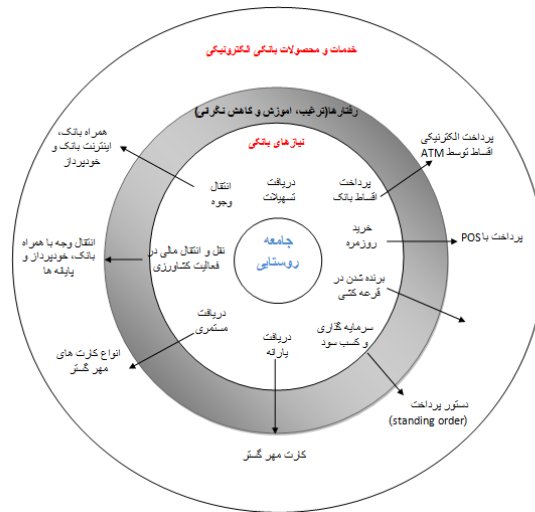 خدمات و محصولات بانکی الکترونیکی
رفتارها(ترغیب، اموزش و کاهش نگرانی)
نیازهای بانکی
پرداخت الکترونیکی
اقساط توسط ATM
همراه بانک،
اینترنت بانک و
خودپرداز
پرداخت
اقساط بانک
دریافت
تسهیلات
انتقال
وجوه
خرید
روزمره
پرداخت با POS
جامعه
روستایی
نقل و انتقال مالی در
فعالیت کشاورزی
انتقال وجه با همراه
بانک، خودپرداز و
پایانه ها
برنده شدن در
قرعه کشی
سرمایه گذاری
و کسب سود
دریافت
یارانه
دریافت
مستمری
انواع کارت های
مهر گستر
دستور پرداخت
(standing order)
کارت مهر گستر